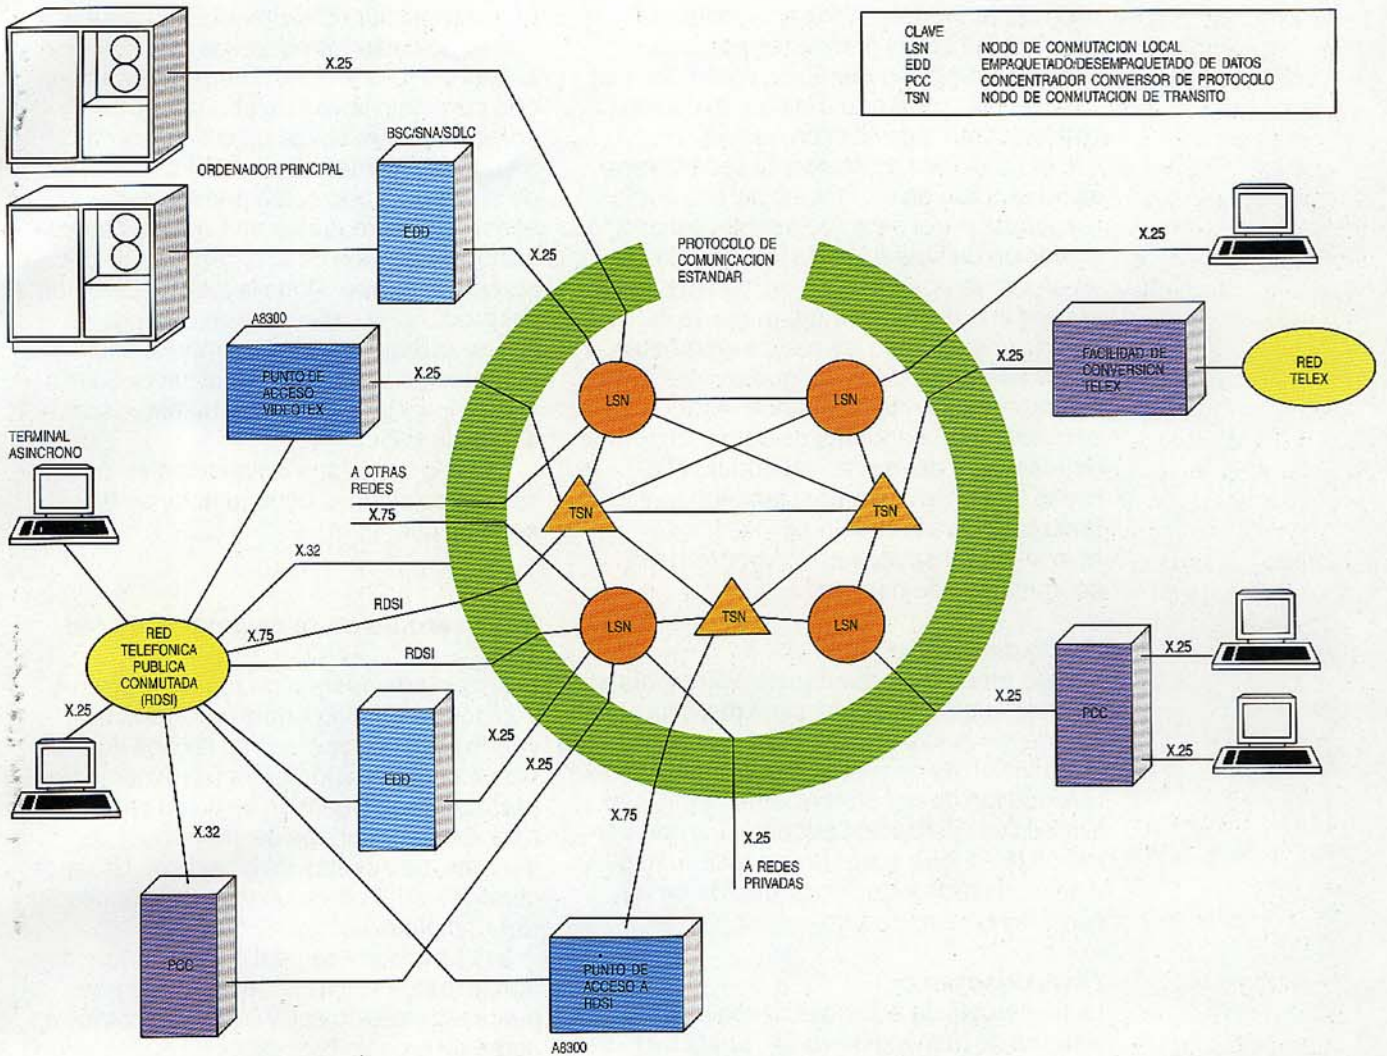 CLAVE
LSN NODO DE CONMUTACION LOCAL
EDD EMPAQUETADO/DESEMPAQUETADO DE DATOS
PCC CONCENTRADOR CONVERSOR DE PROTOCOLO
TSN NODO DE CONMUTACION DE TRANSITO
X.25
BSC/SNA/SDLC
ORDENADOR PRINCIPAL
EDD
X.25
PROTOCOLO DE
COMUNICACION
ESTANDAR
X.25
A8300
PUNTO DE
ACCESO
VIDEOTEX
X.25
X.25
FACILIDAD DE
CONVERSION
TELEX
RED
TELEX
LSN
LSN
TERMINAL
ASINCRONO
A OTRAS
REDES
X.75
TSN
TSN
X.32
RDSI
X.75
RDSI
RED
TELEFONICA
PUBLICA
CONMUTADA
(RDSI)
LSN
TSN
LSN
X.25
X.25
X.25
X.25
EDD
X.25
PCC
X.25
X.32
X.75
X.25
A REDES
PRIVADAS
PCC
PUNTO DE
ACCESO A
RDSI
A8300